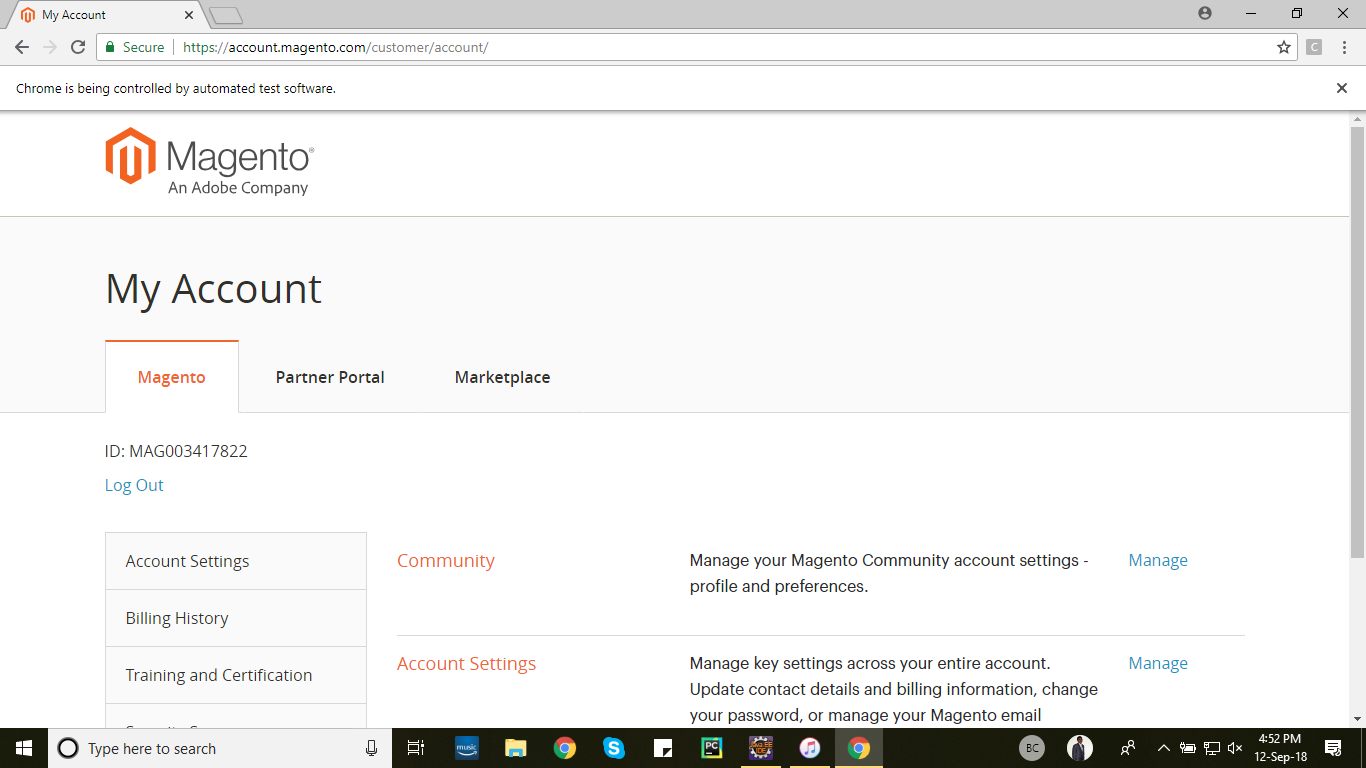 My Account
Secure
https://account.magento.com/customer/account/
C
Chrome is being controlled by automated test software.
Magento®
An Adobe Company
My Account
Magento
Partner Portal
Marketplace
ID: MAG003417822
Log Out
Account Settings
Billing History
Training and Certification
Community
Manage your Magento Community account settings -
profile and preferences.
Manage
Account Settings
Manage key settings across your entire account.
Update contact details and billing information, change
your password, or manage your Magento email
Manage
Type here to search
music
PC
Java EE
IDE
BC
4:52 PM
12-Sep-18